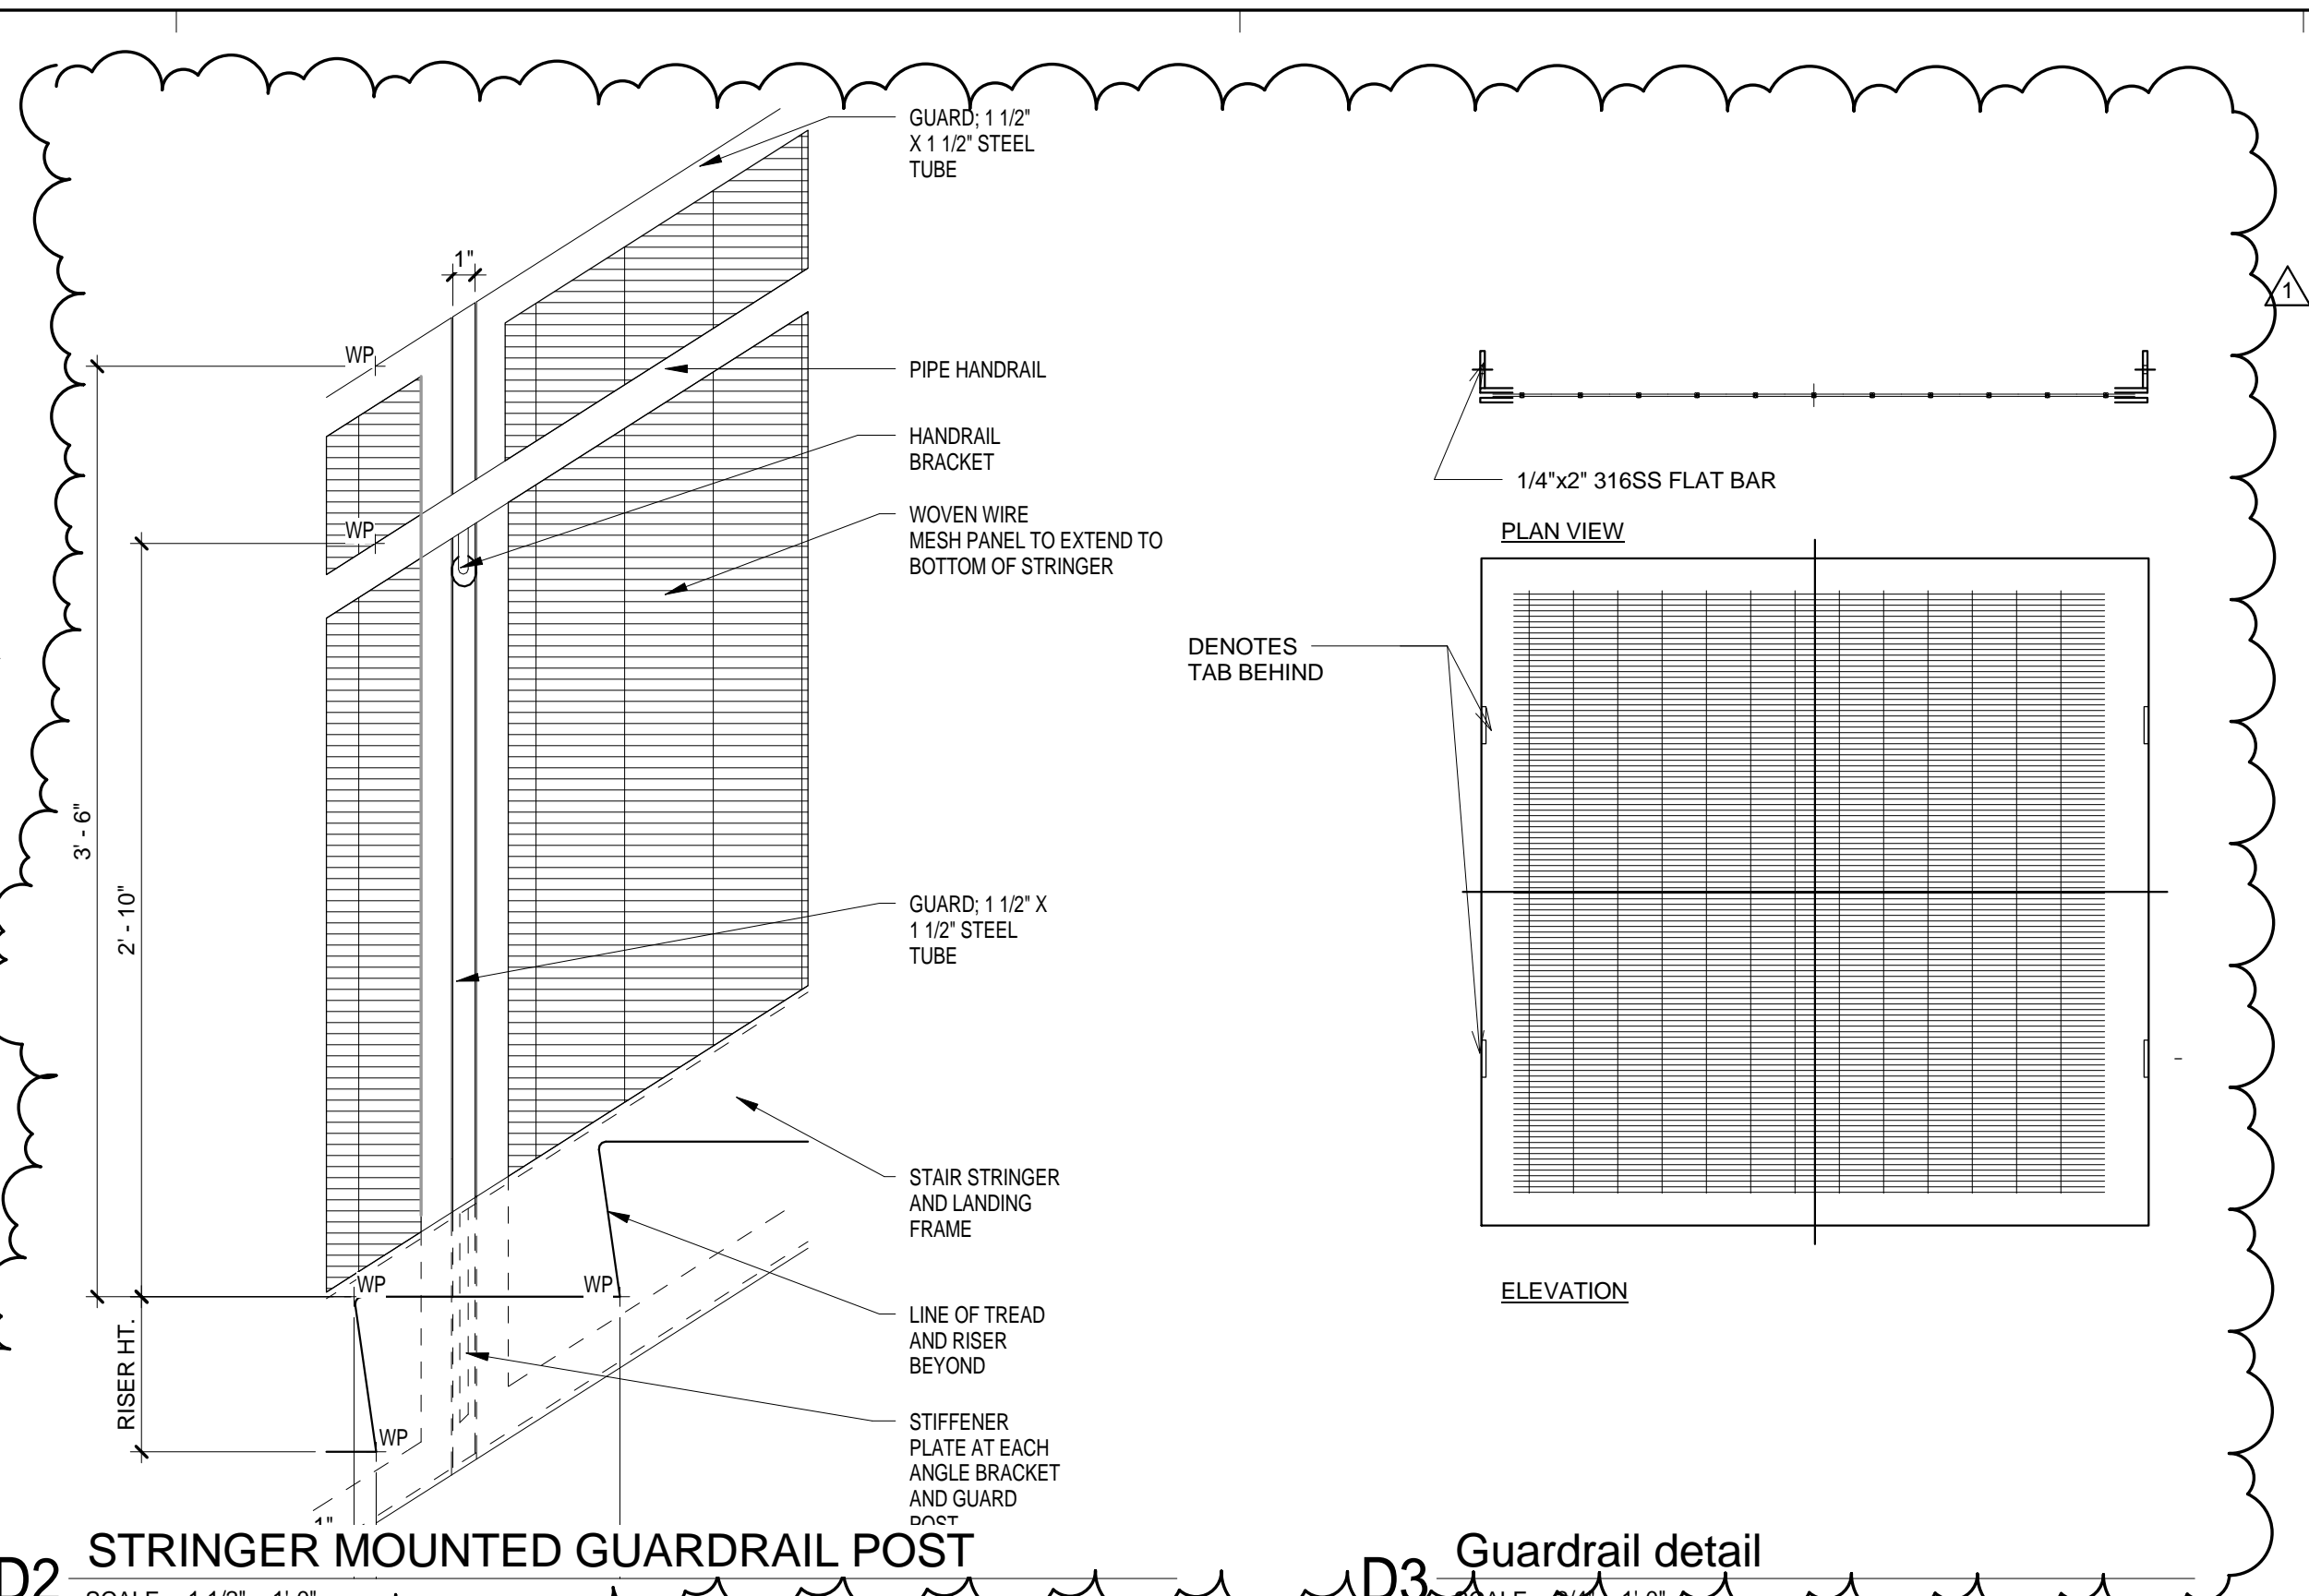 GUARD; 1 1/2"
X 1 1/2" STEEL
TUBE
1"
WP
PIPE HANDRAIL
HANDRAIL
BRACKET
WOVEN WIRE
MESH PANEL TO EXTEND TO
BOTTOM OF STRINGER
WP
3' - 6"
2' - 10"
GUARD; 1 1/2" X
1 1/2" STEEL
TUBE
STAIR STRINGER
AND LANDING
FRAME
WP
WP
LINE OF TREAD
AND RISER
BEYOND
RISER HT.
WP
STIFFENER
PLATE AT EACH
ANGLE BRACKET
AND GUARD
POST
1"
D2
STRINGER MOUNTED GUARDRAIL POST
1
1/4"x2" 316SS FLAT BAR
PLAN VIEW
DENOTES
TAB BEHIND
ELEVATION
D3
Guardrail detail